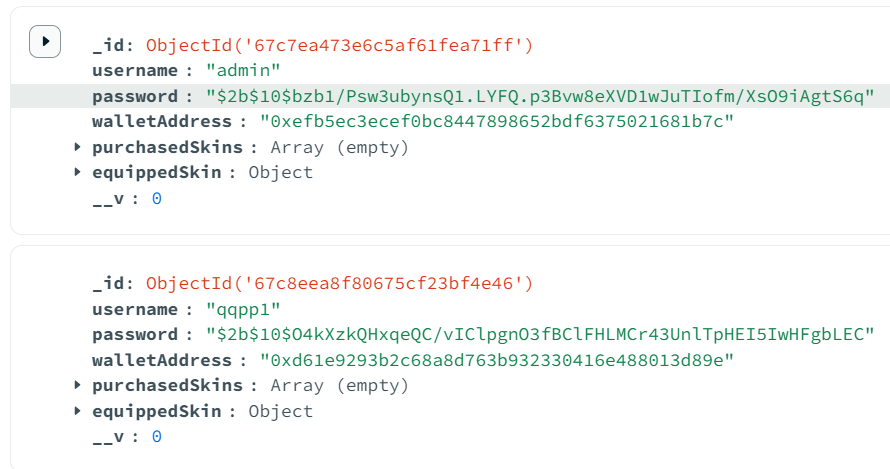 _id: ObjectId('67c7ea473e6c5af61fea71ff')
username : "admin"
password : "$2b$10$bzb1/Psw3ubynsQ1.LYFQ.p3Bvw8eXVD1wJuTIofm/XsO9iAgtS6q"
walletAddress : "0xefb5ec3ecef0bc8447898652bdf6375021681b7c"
purchasedSkins : Array (empty)
equippedSkin : Object
__v : 0
_id: ObjectId('67c8eea8f80675cf23bf4e46')
username : "qqpp1"
password : "$2b$10$O4kXzkQHxqeQC/vIClpgnO3fBClFHLMCr43UnlTpHEI5IwHFgbLEC"
walletAddress : "0xd61e9293b2c68a8d763b932330416e488013d89e"
purchasedSkins : Array (empty)
equippedSkin : Object
__v : 0